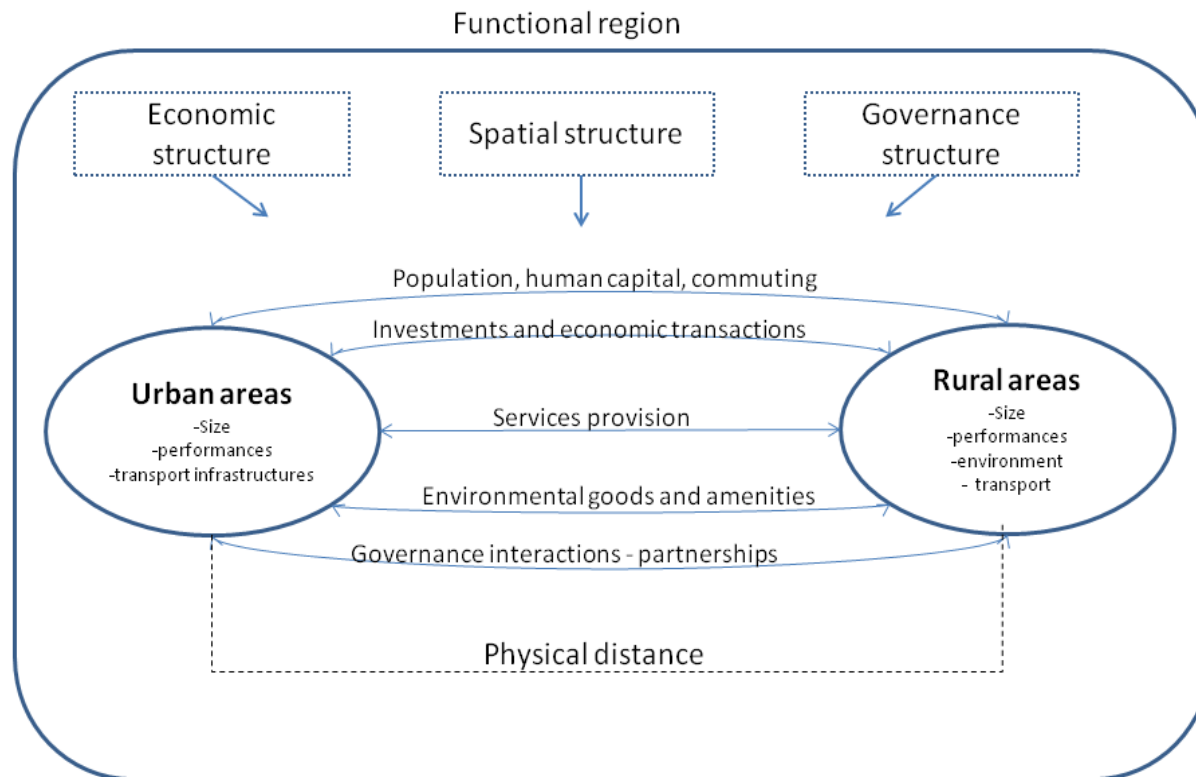 Functional region
Economic
structure
Spatial structure
Governance
structure
Population, human capital, commuting
Investments and economic transactions
Urban areas
-Size
-performances
-transport infrastructures
Services provision
Rural areas
-Size
-performances
-environment
- transport
Environmental goods and amenities
Governance interactions - partnerships
Physical distance